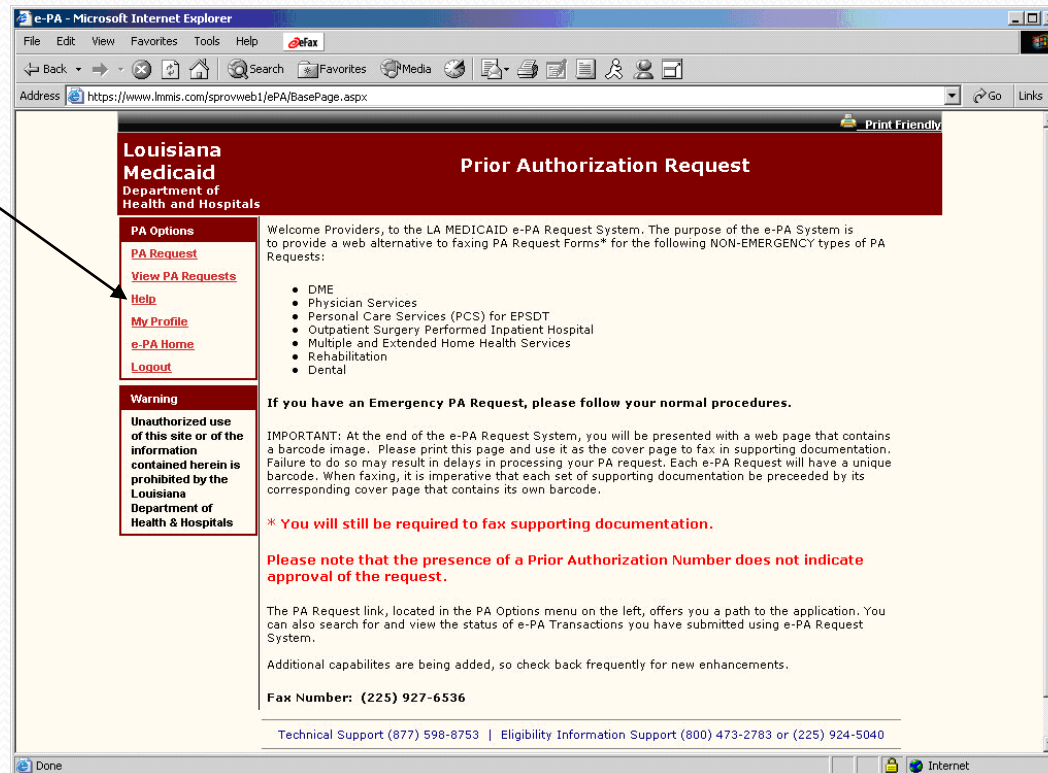 e-PA - Microsoft Internet Explorer
File Edit View Favorites Tools Help eFax
Back Search Favorites Media
Address https://www.lmmis.com/sprovweb1/ePA/BasePage.aspx Go Links
Print Friendly
Louisiana
Medicaid
Department of
Health and Hospitals
Prior Authorization Request
PA Options
PA Request
View PA Requests
Help
My Profile
e-PA Home
Logout
Warning
Unauthorized use
of this site or of the
information
contained herein is
prohibited by the
Louisiana
Department of
Health & Hospitals
Welcome Providers, to the LA MEDICAID e-PA Request System. The purpose of the e-PA System is
to provide a web alternative to faxing PA Request Forms* for the following NON-EMERGENCY types of PA
Requests:
• DME
• Physician Services
• Personal Care Services (PCS) for EPSDT
• Outpatient Surgery Performed Inpatient Hospital
• Multiple and Extended Home Health Services
• Rehabilitation
• Dental
If you have an Emergency PA Request, please follow your normal procedures.
IMPORTANT: At the end of the e-PA Request System, you will be presented with a web page that contains
a barcode image. Please print this page and use it as the cover page to fax in supporting documentation.
Failure to do so may result in delays in processing your PA request. Each e-PA Request will have a unique
barcode. When faxing, it is imperative that each set of supporting documentation be preceeded by its
corresponding cover page that contains its own barcode.
* You will still be required to fax supporting documentation.
Please note that the presence of a Prior Authorization Number does not indicate
approval of the request.
The PA Request link, located in the PA Options menu on the left, offers you a path to the application. You
can also search for and view the status of e-PA Transactions you have submitted using e-PA Request
System.
Additional capabilites are being added, so check back frequently for new enhancements.
Fax Number: (225) 927-6536
Technical Support (877) 598-8753 | Eligibility Information Support (800) 473-2783 or (225) 924-5040
Done Internet